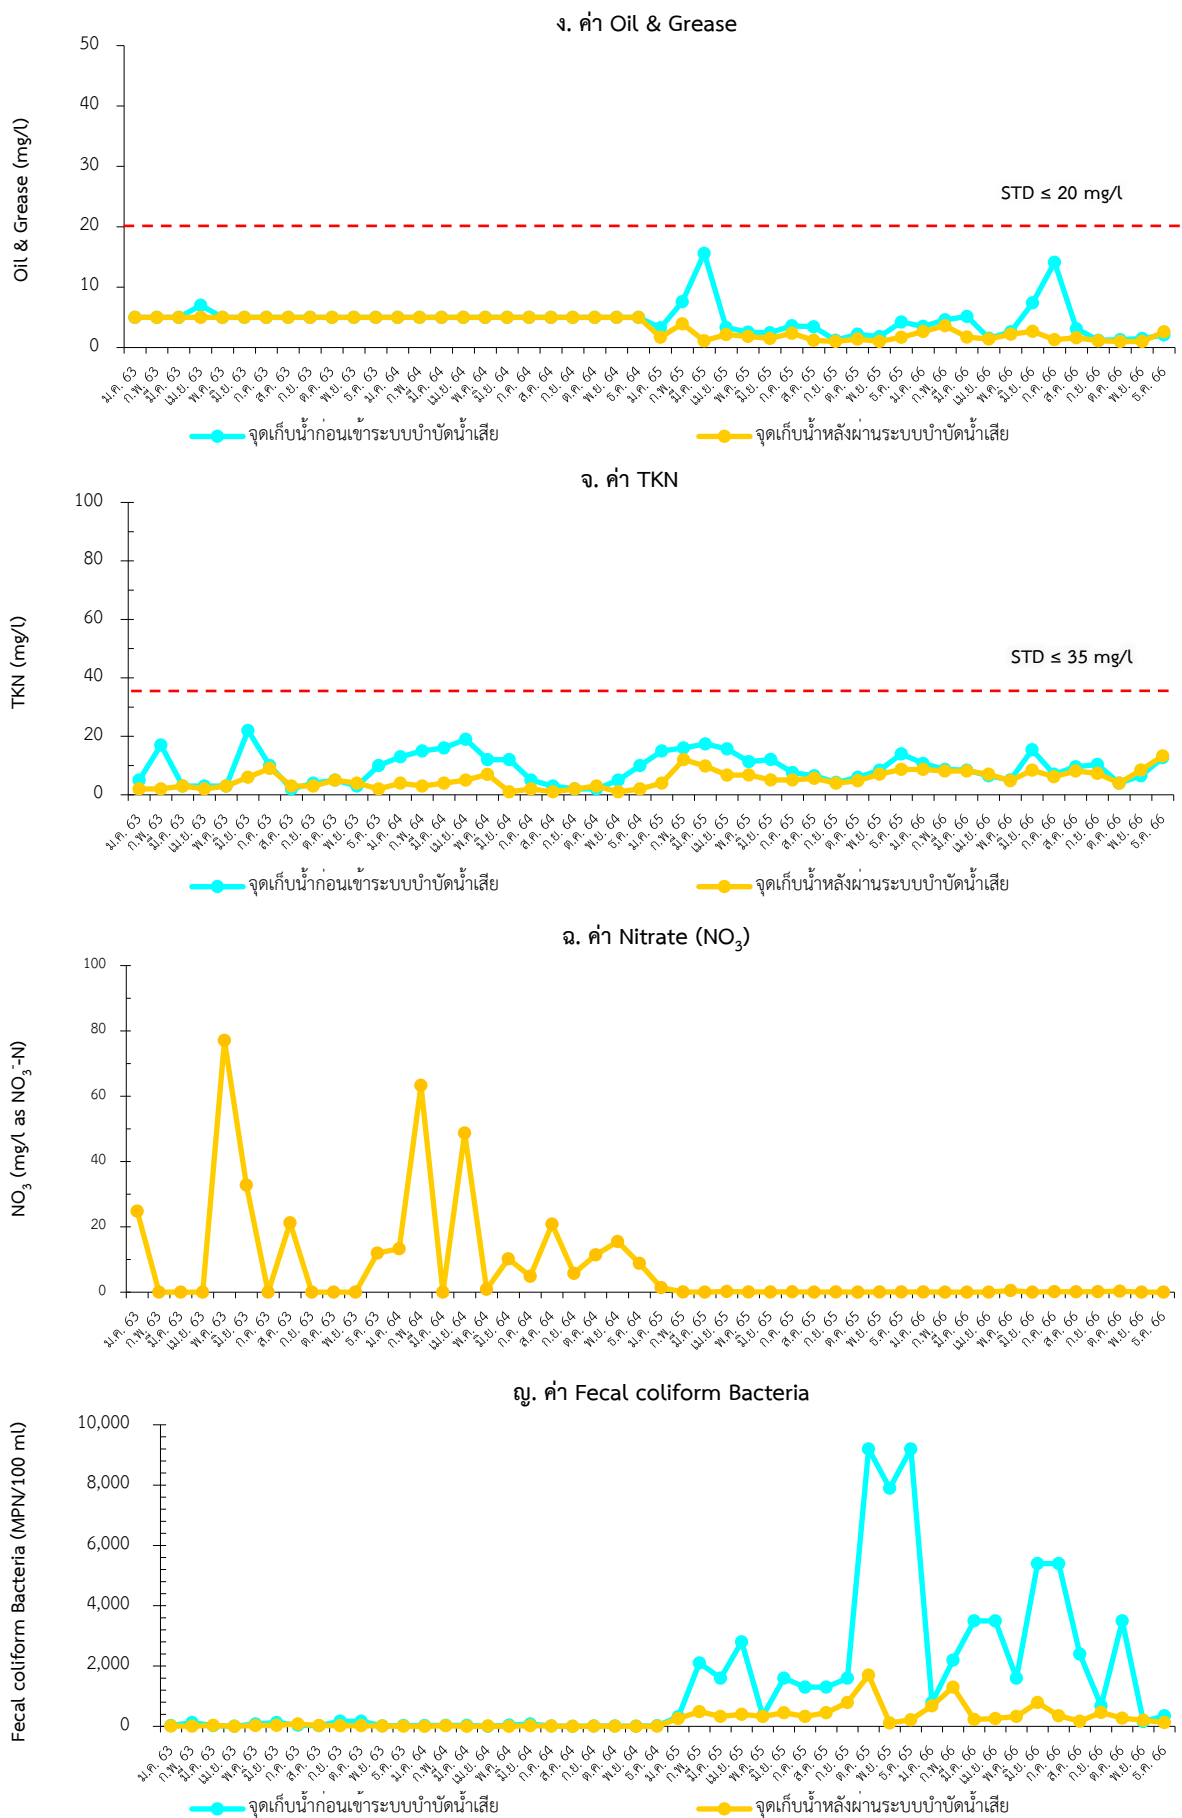 ง. ค่า Oil & Grease
50
40
30
20
10
0
Oil & Grease (mg/l)
STD ≤ 20 mg/l
ม.ค. 63 ก.พ. 63 มี.ค. 63 เม.ย. 63 พ.ค. 63 มิ.ย. 63 ก.ค. 63 ส.ค. 63 ก.ย. 63 ต.ค. 63 พ.ย. 63 ธ.ค. 63 ม.ค. 64 ก.พ. 64 มี.ค. 64 เม.ย. 64 พ.ค. 64 มิ.ย. 64 ก.ค. 64 ส.ค. 64 ก.ย. 64 ต.ค. 64 พ.ย. 64 ธ.ค. 64 ม.ค. 65 ก.พ. 65 มี.ค. 65 เม.ย. 65 พ.ค. 65 มิ.ย. 65 ก.ค. 65 ส.ค. 65 ก.ย. 65 ต.ค. 65 พ.ย. 65 ธ.ค. 65 ม.ค. 66 ก.พ. 66 มี.ค. 66 เม.ย. 66 พ.ค. 66 มิ.ย. 66 ก.ค. 66 ส.ค. 66 ก.ย. 66 ต.ค. 66 พ.ย. 66 ธ.ค. 66
จุดเก็บน้ำก่อนเข้าระบบบำบัดน้ำเสีย จุดเก็บน้ำหลังผ่านระบบบำบัดน้ำเสีย
จ. ค่า TKN
100
80
60
40
20
0
TKN (mg/l)
STD ≤ 35 mg/l
ม.ค. 63 ก.พ. 63 มี.ค. 63 เม.ย. 63 พ.ค. 63 มิ.ย. 63 ก.ค. 63 ส.ค. 63 ก.ย. 63 ต.ค. 63 พ.ย. 63 ธ.ค. 63 ม.ค. 64 ก.พ. 64 มี.ค. 64 เม.ย. 64 พ.ค. 64 มิ.ย. 64 ก.ค. 64 ส.ค. 64 ก.ย. 64 ต.ค. 64 พ.ย. 64 ธ.ค. 64 ม.ค. 65 ก.พ. 65 มี.ค. 65 เม.ย. 65 พ.ค. 65 มิ.ย. 65 ก.ค. 65 ส.ค. 65 ก.ย. 65 ต.ค. 65 พ.ย. 65 ธ.ค. 65 ม.ค. 66 ก.พ. 66 มี.ค. 66 เม.ย. 66 พ.ค. 66 มิ.ย. 66 ก.ค. 66 ส.ค. 66 ก.ย. 66 ต.ค. 66 พ.ย. 66 ธ.ค. 66
จุดเก็บน้ำก่อนเข้าระบบบำบัดน้ำเสีย จุดเก็บน้ำหลังผ่านระบบบำบัดน้ำเสีย
ฉ. ค่า Nitrate (NO₃)
100
80
60
40
20
0
NO₃ (mg/l as NO₃⁻-N)
ม.ค. 63 ก.พ. 63 มี.ค. 63 เม.ย. 63 พ.ค. 63 มิ.ย. 63 ก.ค. 63 ส.ค. 63 ก.ย. 63 ต.ค. 63 พ.ย. 63 ธ.ค. 63 ม.ค. 64 ก.พ. 64 มี.ค. 64 เม.ย. 64 พ.ค. 64 มิ.ย. 64 ก.ค. 64 ส.ค. 64 ก.ย. 64 ต.ค. 64 พ.ย. 64 ธ.ค. 64 ม.ค. 65 ก.พ. 65 มี.ค. 65 เม.ย. 65 พ.ค. 65 มิ.ย. 65 ก.ค. 65 ส.ค. 65 ก.ย. 65 ต.ค. 65 พ.ย. 65 ธ.ค. 65 ม.ค. 66 ก.พ. 66 มี.ค. 66 เม.ย. 66 พ.ค. 66 มิ.ย. 66 ก.ค. 66 ส.ค. 66 ก.ย. 66 ต.ค. 66 พ.ย. 66 ธ.ค. 66
ญ. ค่า Fecal coliform Bacteria
10,000
8,000
6,000
4,000
2,000
0
Fecal coliform Bacteria (MPN/100 ml)
ม.ค. 63 ก.พ. 63 มี.ค. 63 เม.ย. 63 พ.ค. 63 มิ.ย. 63 ก.ค. 63 ส.ค. 63 ก.ย. 63 ต.ค. 63 พ.ย. 63 ธ.ค. 63 ม.ค. 64 ก.พ. 64 มี.ค. 64 เม.ย. 64 พ.ค. 64 มิ.ย. 64 ก.ค. 64 ส.ค. 64 ก.ย. 64 ต.ค. 64 พ.ย. 64 ธ.ค. 64 ม.ค. 65 ก.พ. 65 มี.ค. 65 เม.ย. 65 พ.ค. 65 มิ.ย. 65 ก.ค. 65 ส.ค. 65 ก.ย. 65 ต.ค. 65 พ.ย. 65 ธ.ค. 65 ม.ค. 66 ก.พ. 66 มี.ค. 66 เม.ย. 66 พ.ค. 66 มิ.ย. 66 ก.ค. 66 ส.ค. 66 ก.ย. 66 ต.ค. 66 พ.ย. 66 ธ.ค. 66
จุดเก็บน้ำก่อนเข้าระบบบำบัดน้ำเสีย จุดเก็บน้ำหลังผ่านระบบบำบัดน้ำเสีย